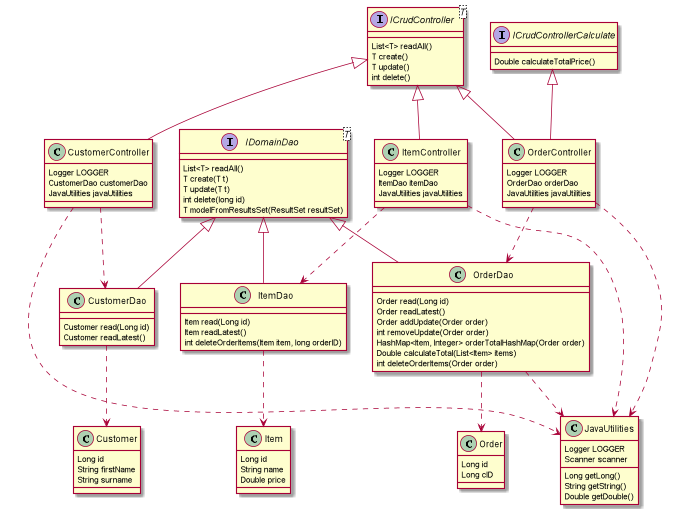 I ICrudController T
List<T> readAll()
T create()
T update()
int delete()
I ICrudControllerCalculate
Double calculateTotalPrice()
C CustomerController
Logger LOGGER
CustomerDao customerDao
JavaUtilities javaUtilities
I IDomainDao T
List<T> readAll()
T create(T t)
T update(T t)
int delete(long id)
T modelFromResultsSet(ResultSet resultSet)
C ItemController
Logger LOGGER
ItemDao itemDao
JavaUtilities javaUtilities
C OrderController
Logger LOGGER
OrderDao orderDao
JavaUtilities javaUtilities
C CustomerDao
Customer read(Long id)
Customer readLatest()
C ItemDao
Item read(Long id)
Item readLatest()
int deleteOrderItems(Item item, long orderID)
C OrderDao
Order read(Long id)
Order readLatest()
Order addUpdate(Order order)
int removeUpdate(Order order)
HashMap<Item, Integer> orderTotalHashMap(Order order)
Double calculateTotal(List<Item> items)
int deleteOrderItems(Order order)
C Customer
Long id
String firstName
String surname
C Item
Long id
String name
Double price
C Order
Long id
Long cID
C JavaUtilities
Logger LOGGER
Scanner scanner
Long getLong()
String getString()
Double getDouble()